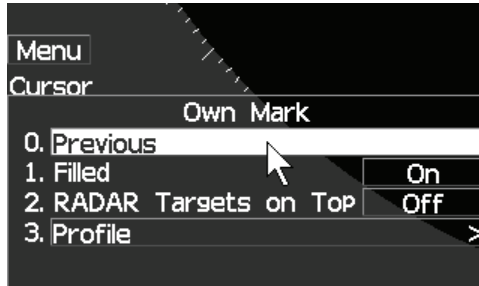 Menu
Cursor
Own Mark
0. Previous
1. Filled On
2. RADAR Targets on Top Off
3. Profile >